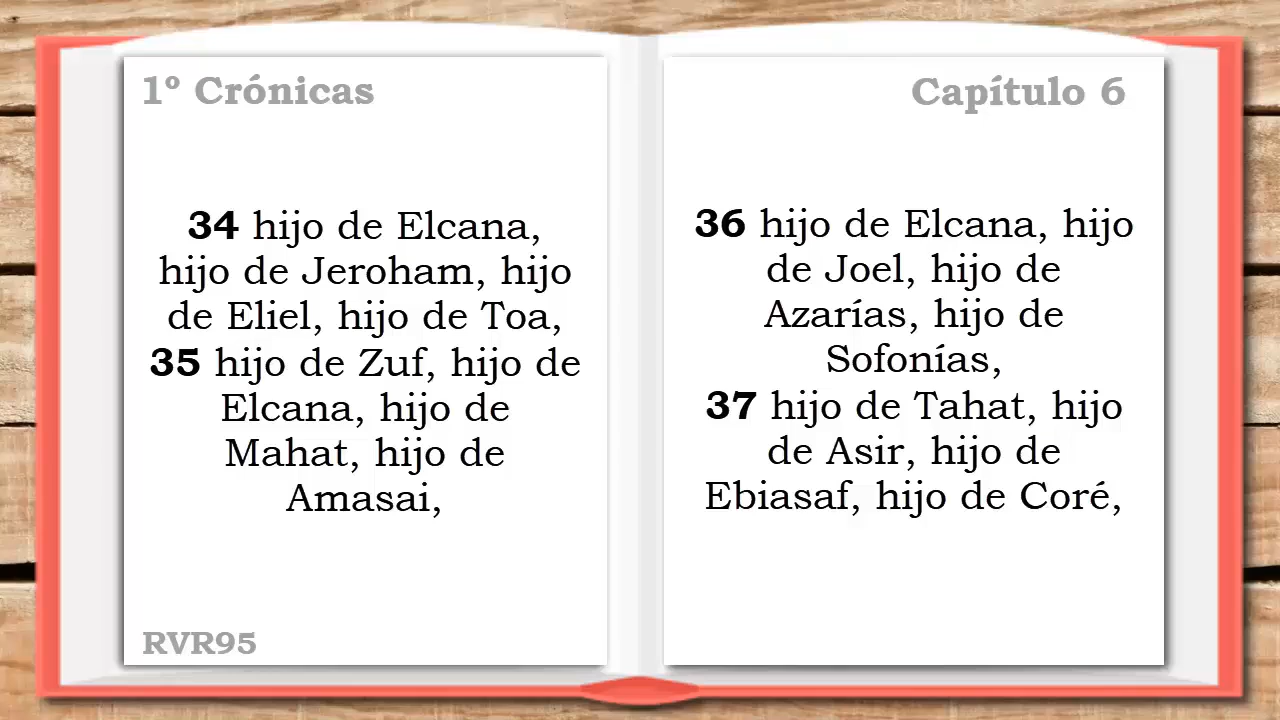 1º Crónicas
34 hijo de Elcana,
hijo de Jeroham, hijo
de Eliel, hijo de Toa,
35 hijo de Zuf, hijo de
Elcana, hijo de
Mahat, hijo de
Amasai,
RVR95
Capítulo 6
36 hijo de Elcana, hijo
de Joel, hijo de
Azarías, hijo de
Sofonías,
37 hijo de Tahat, hijo
de Asir, hijo de
Ebiasaf, hijo de Coré,